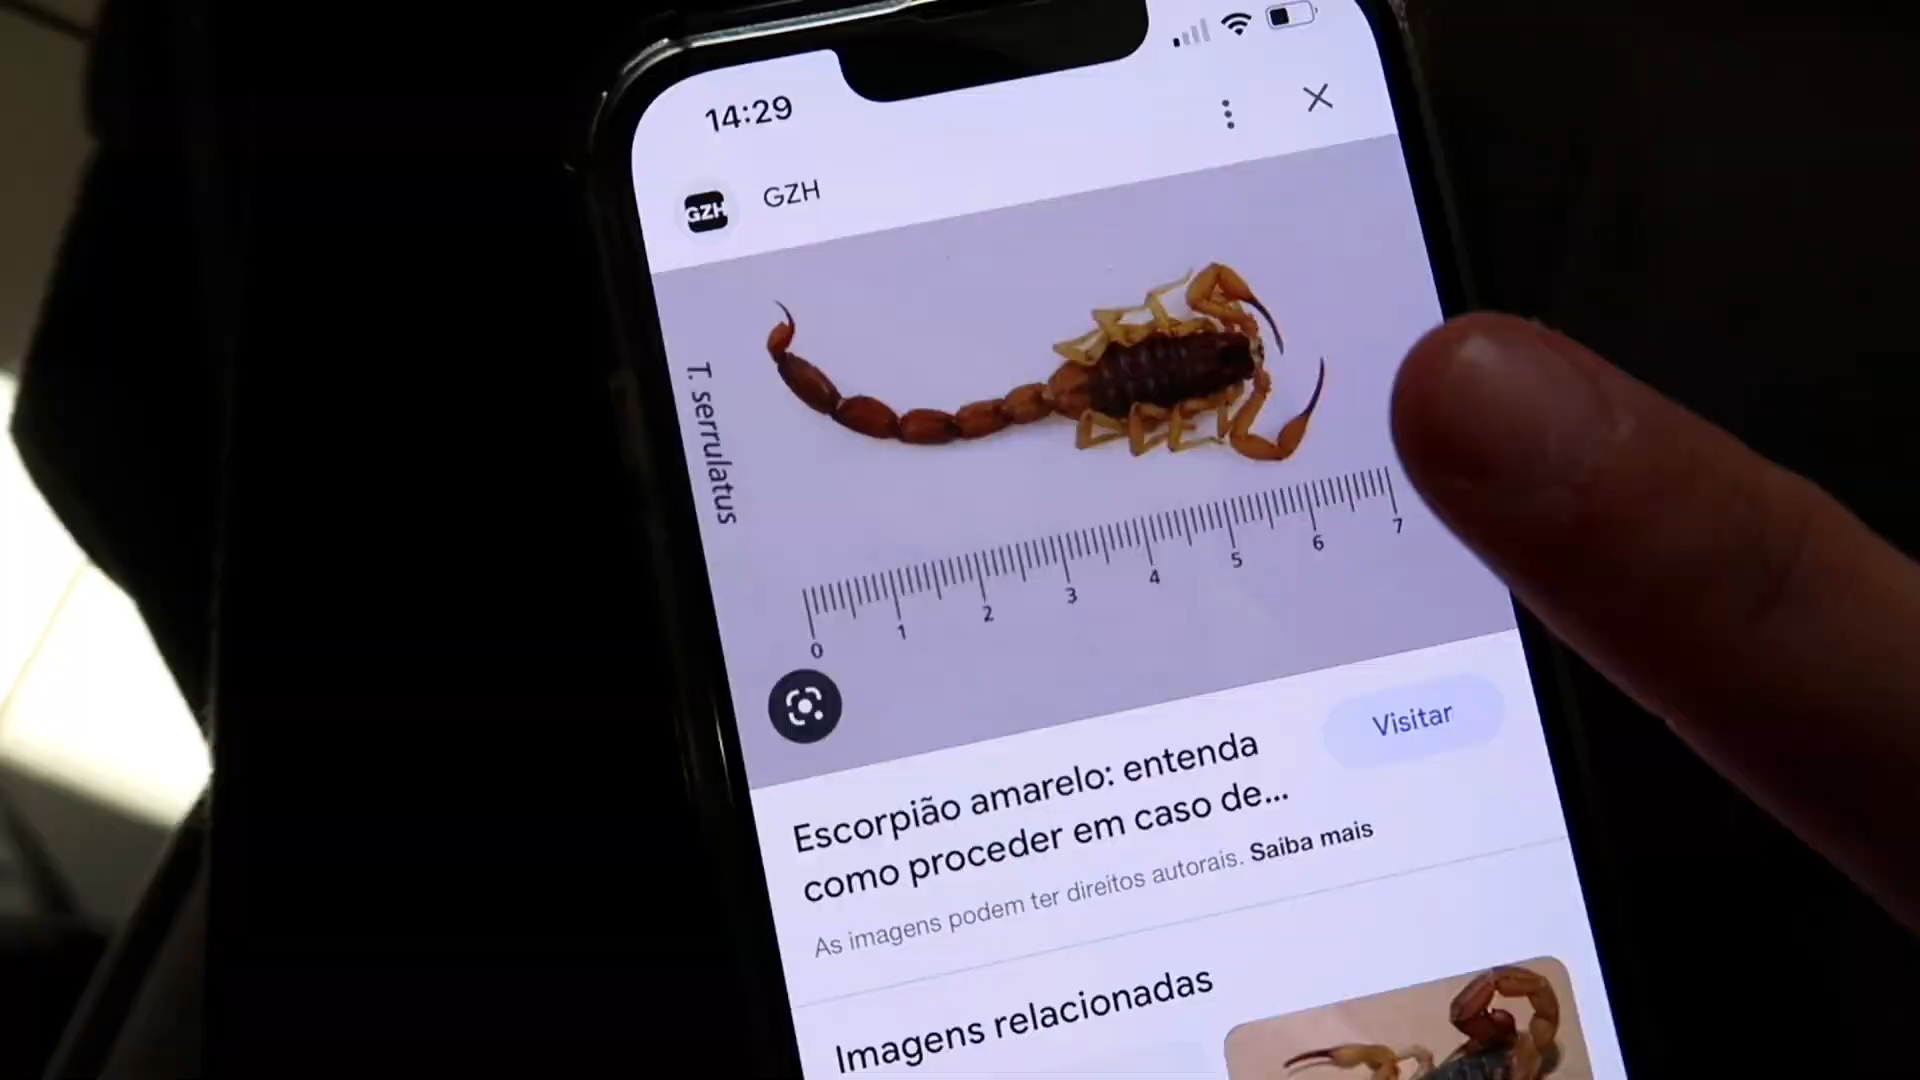 14:29
GZH
GZH
T. serrulatus
0 1 2 3 4 5 6 7
Escorpião amarelo: entenda
como proceder em caso de...
Visitar
As imagens podem ter direitos autorais. Saiba mais
Imagens relacionadas